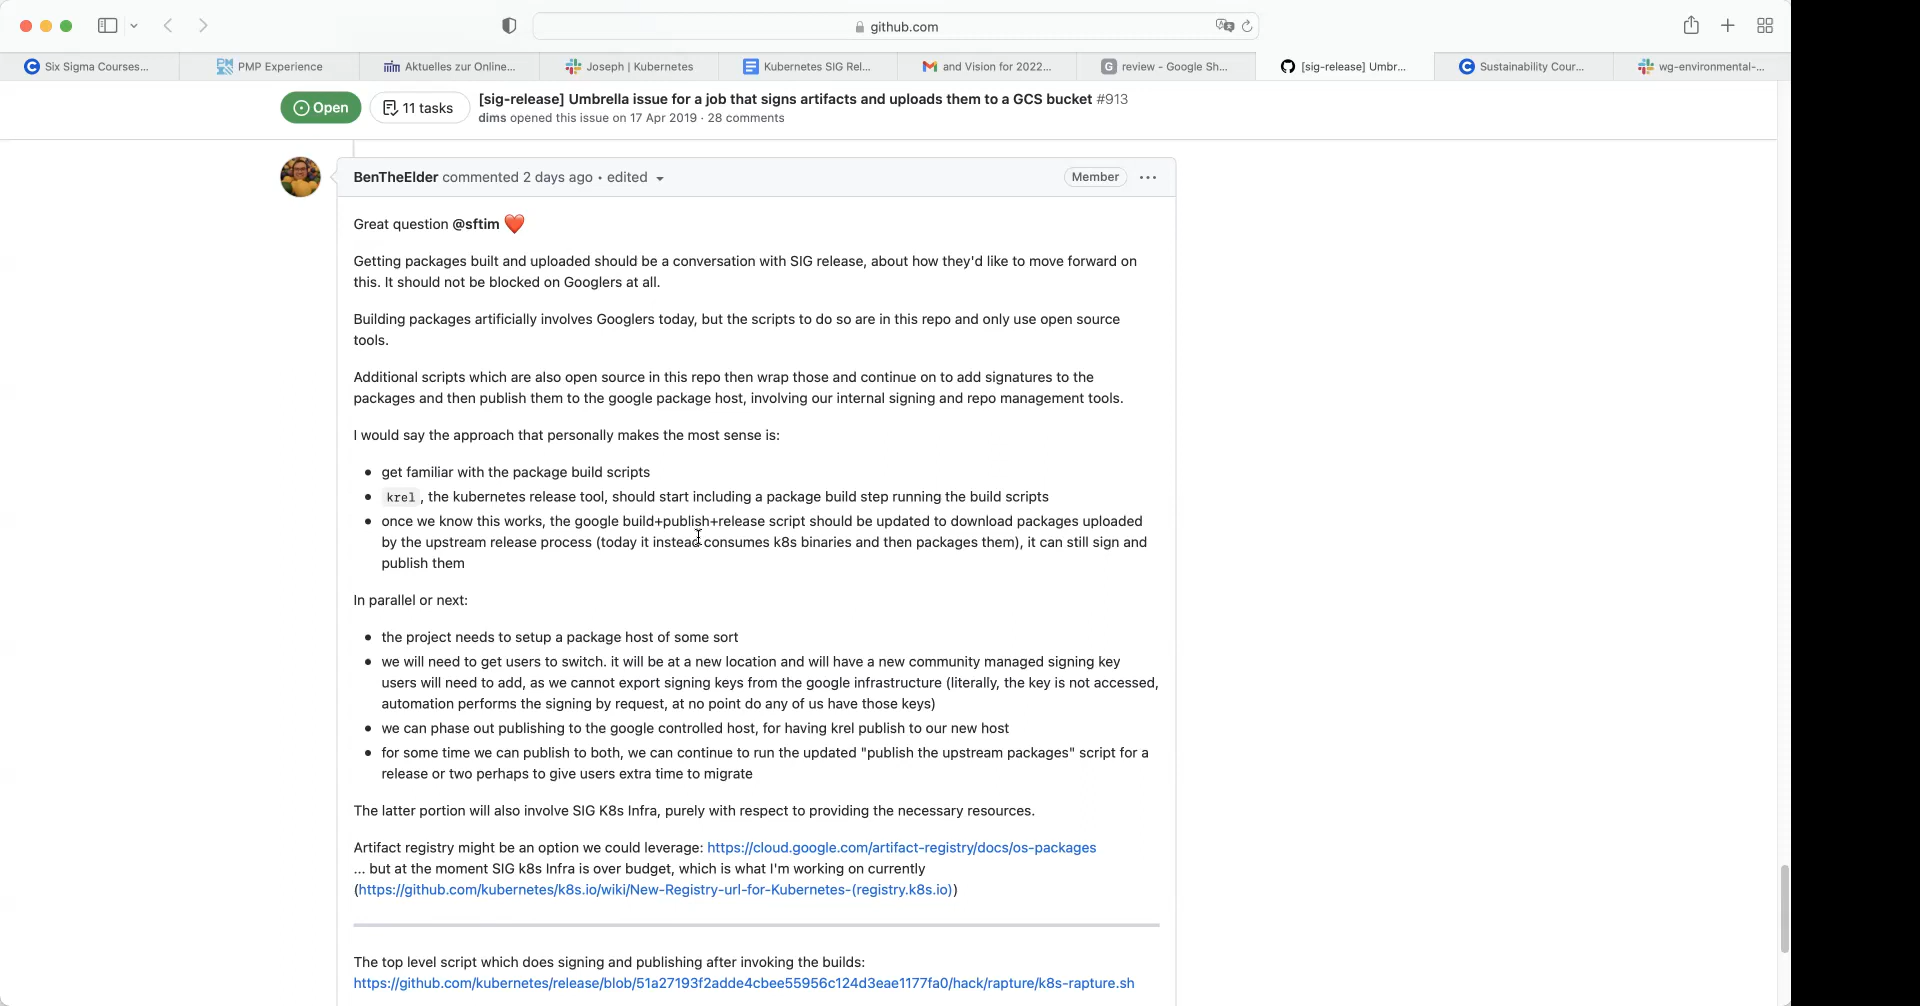 github.com
Six Sigma Courses...
PMP Experience
Aktuelles zur Online...
Joseph | Kubernetes
Kubernetes SIG Rel...
and Vision for 2022...
G
review - Google Sh...
[sig-release] Umbr...
Sustainability Cour...
wg-environmental-...
Open
11 tasks
[sig-release] Umbrella issue for a job that signs artifacts and uploads them to a GCS bucket #913
dims opened this issue on 17 Apr 2019 · 28 comments
BenTheElder commented 2 days ago • edited
Member
Great question @sftim ❤️
Getting packages built and uploaded should be a conversation with SIG release, about how they'd like to move forward on
this. It should not be blocked on Googlers at all.
Building packages artificially involves Googlers today, but the scripts to do so are in this repo and only use open source
tools.
Additional scripts which are also open source in this repo then wrap those and continue on to add signatures to the
packages and then publish them to the google package host, involving our internal signing and repo management tools.
I would say the approach that personally makes the most sense is:
• get familiar with the package build scripts
• krel , the kubernetes release tool, should start including a package build step running the build scripts
• once we know this works, the google build+publish+release script should be updated to download packages uploaded
by the upstream release process (today it instead consumes k8s binaries and then packages them), it can still sign and
publish them
In parallel or next:
• the project needs to setup a package host of some sort
• we will need to get users to switch. it will be at a new location and will have a new community managed signing key
users will need to add, as we cannot export signing keys from the google infrastructure (literally, the key is not accessed,
automation performs the signing by request, at no point do any of us have those keys)
• we can phase out publishing to the google controlled host, for having krel publish to our new host
• for some time we can publish to both, we can continue to run the updated "publish the upstream packages" script for a
release or two perhaps to give users extra time to migrate
The latter portion will also involve SIG K8s Infra, purely with respect to providing the necessary resources.
Artifact registry might be an option we could leverage: https://cloud.google.com/artifact-registry/docs/os-packages
... but at the moment SIG k8s Infra is over budget, which is what I'm working on currently
(https://github.com/kubernetes/k8s.io/wiki/New-Registry-url-for-Kubernetes-(registry.k8s.io))
The top level script which does signing and publishing after invoking the builds:
https://github.com/kubernetes/release/blob/51a27193f2adde4cbee55956c124d3eae1177fa0/hack/rapture/k8s-rapture.sh